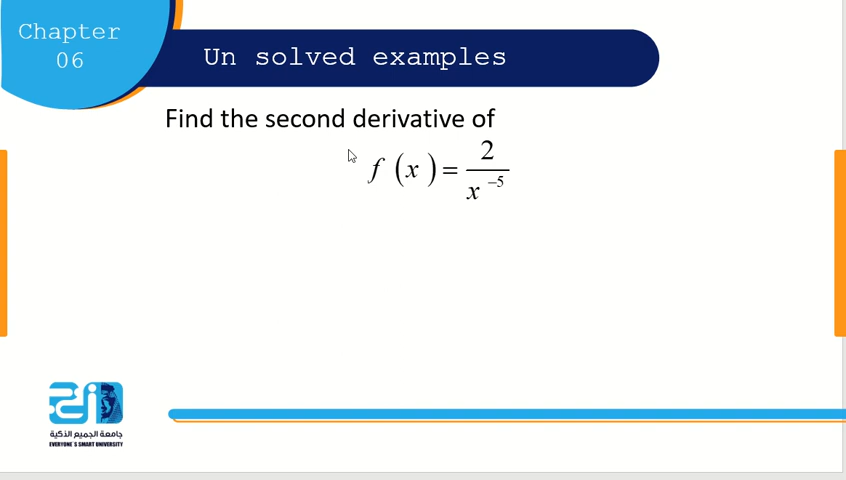 Chapter
06
Un solved examples
Find the second derivative of
f (x) = 2 / x⁻⁵
جامعة الجميع الذكية
EVERYONE'S SMART UNIVERSITY